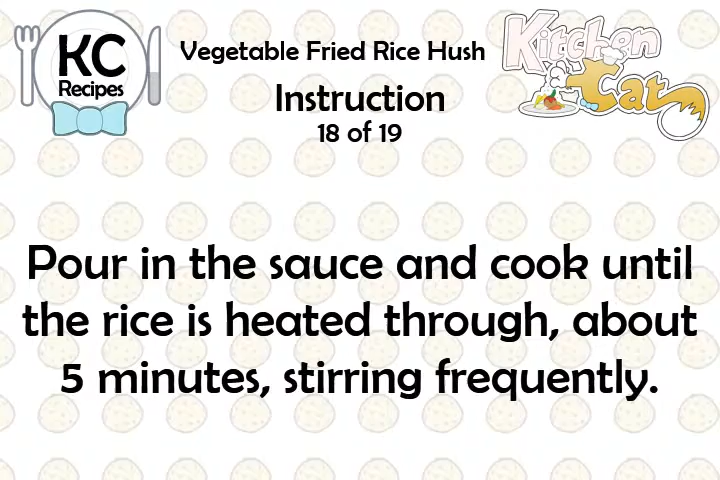 KC
Recipes
Vegetable Fried Rice Hush
Kitchen
Cat
Instruction
18 of 19
Pour in the sauce and cook until
the rice is heated through, about
5 minutes, stirring frequently.